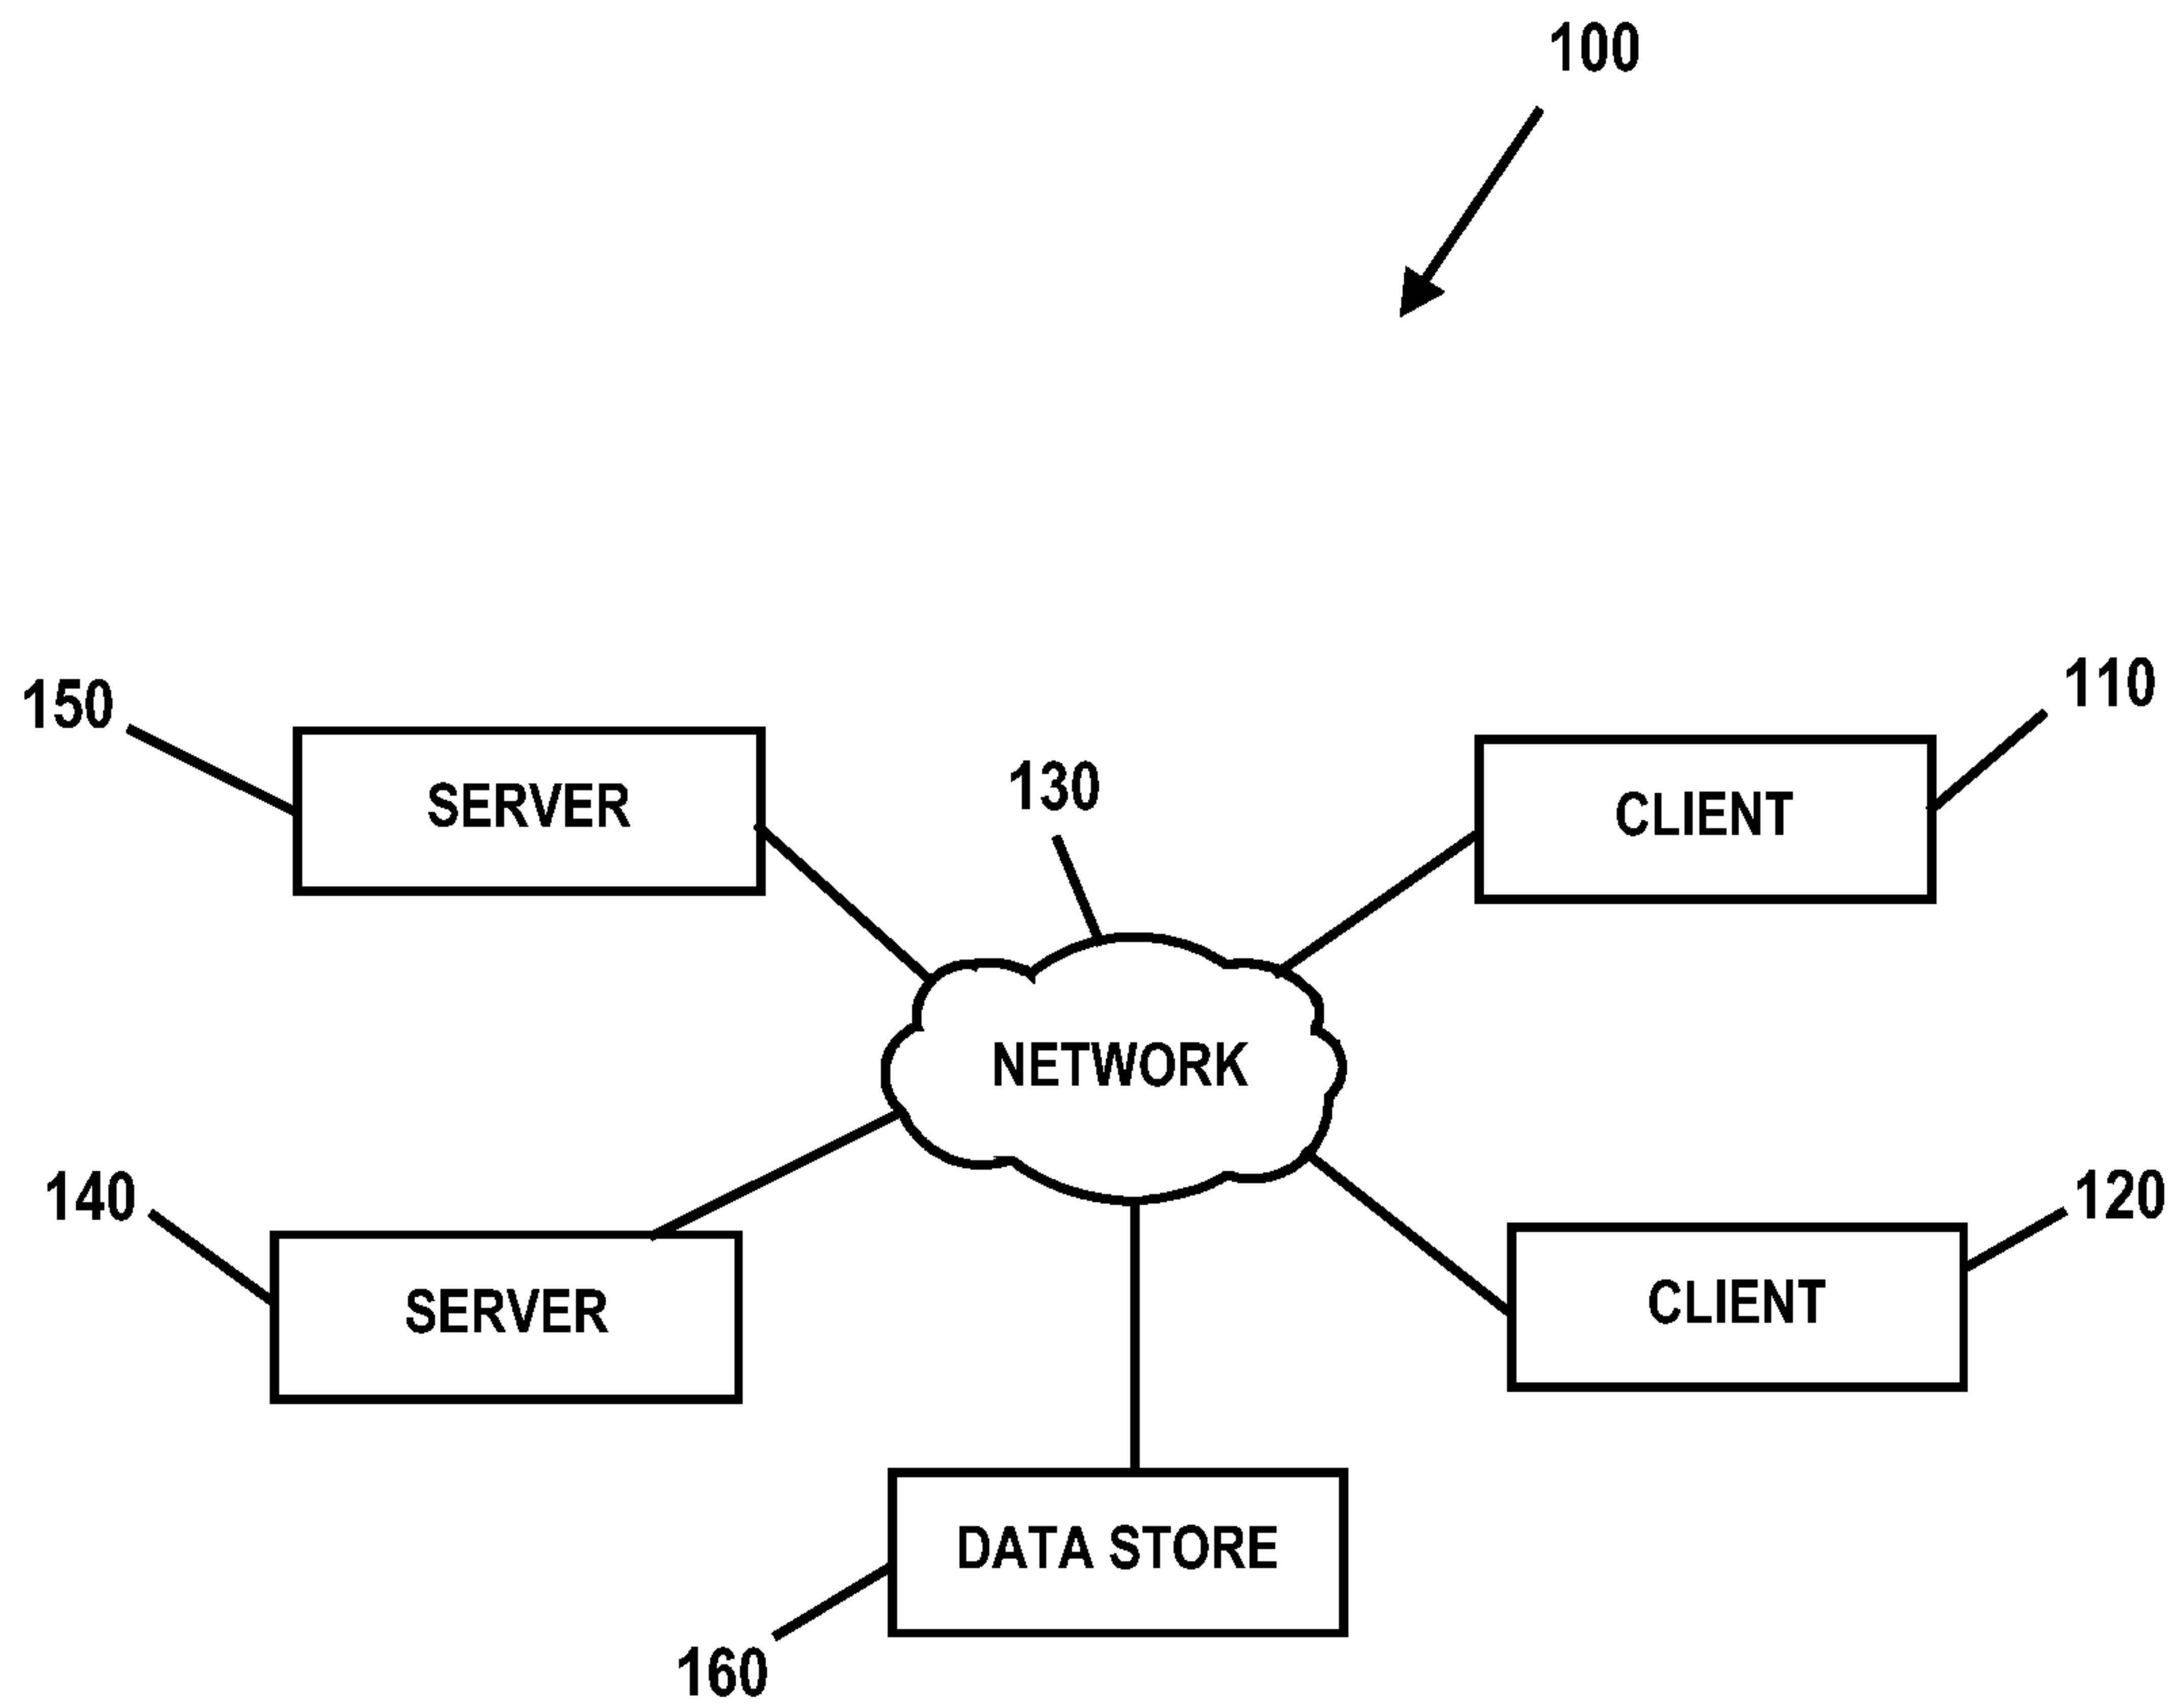 100
150
110
SERVER
130
CLIENT
NETWORK
140
120
SERVER
CLIENT
DATA STORE
160